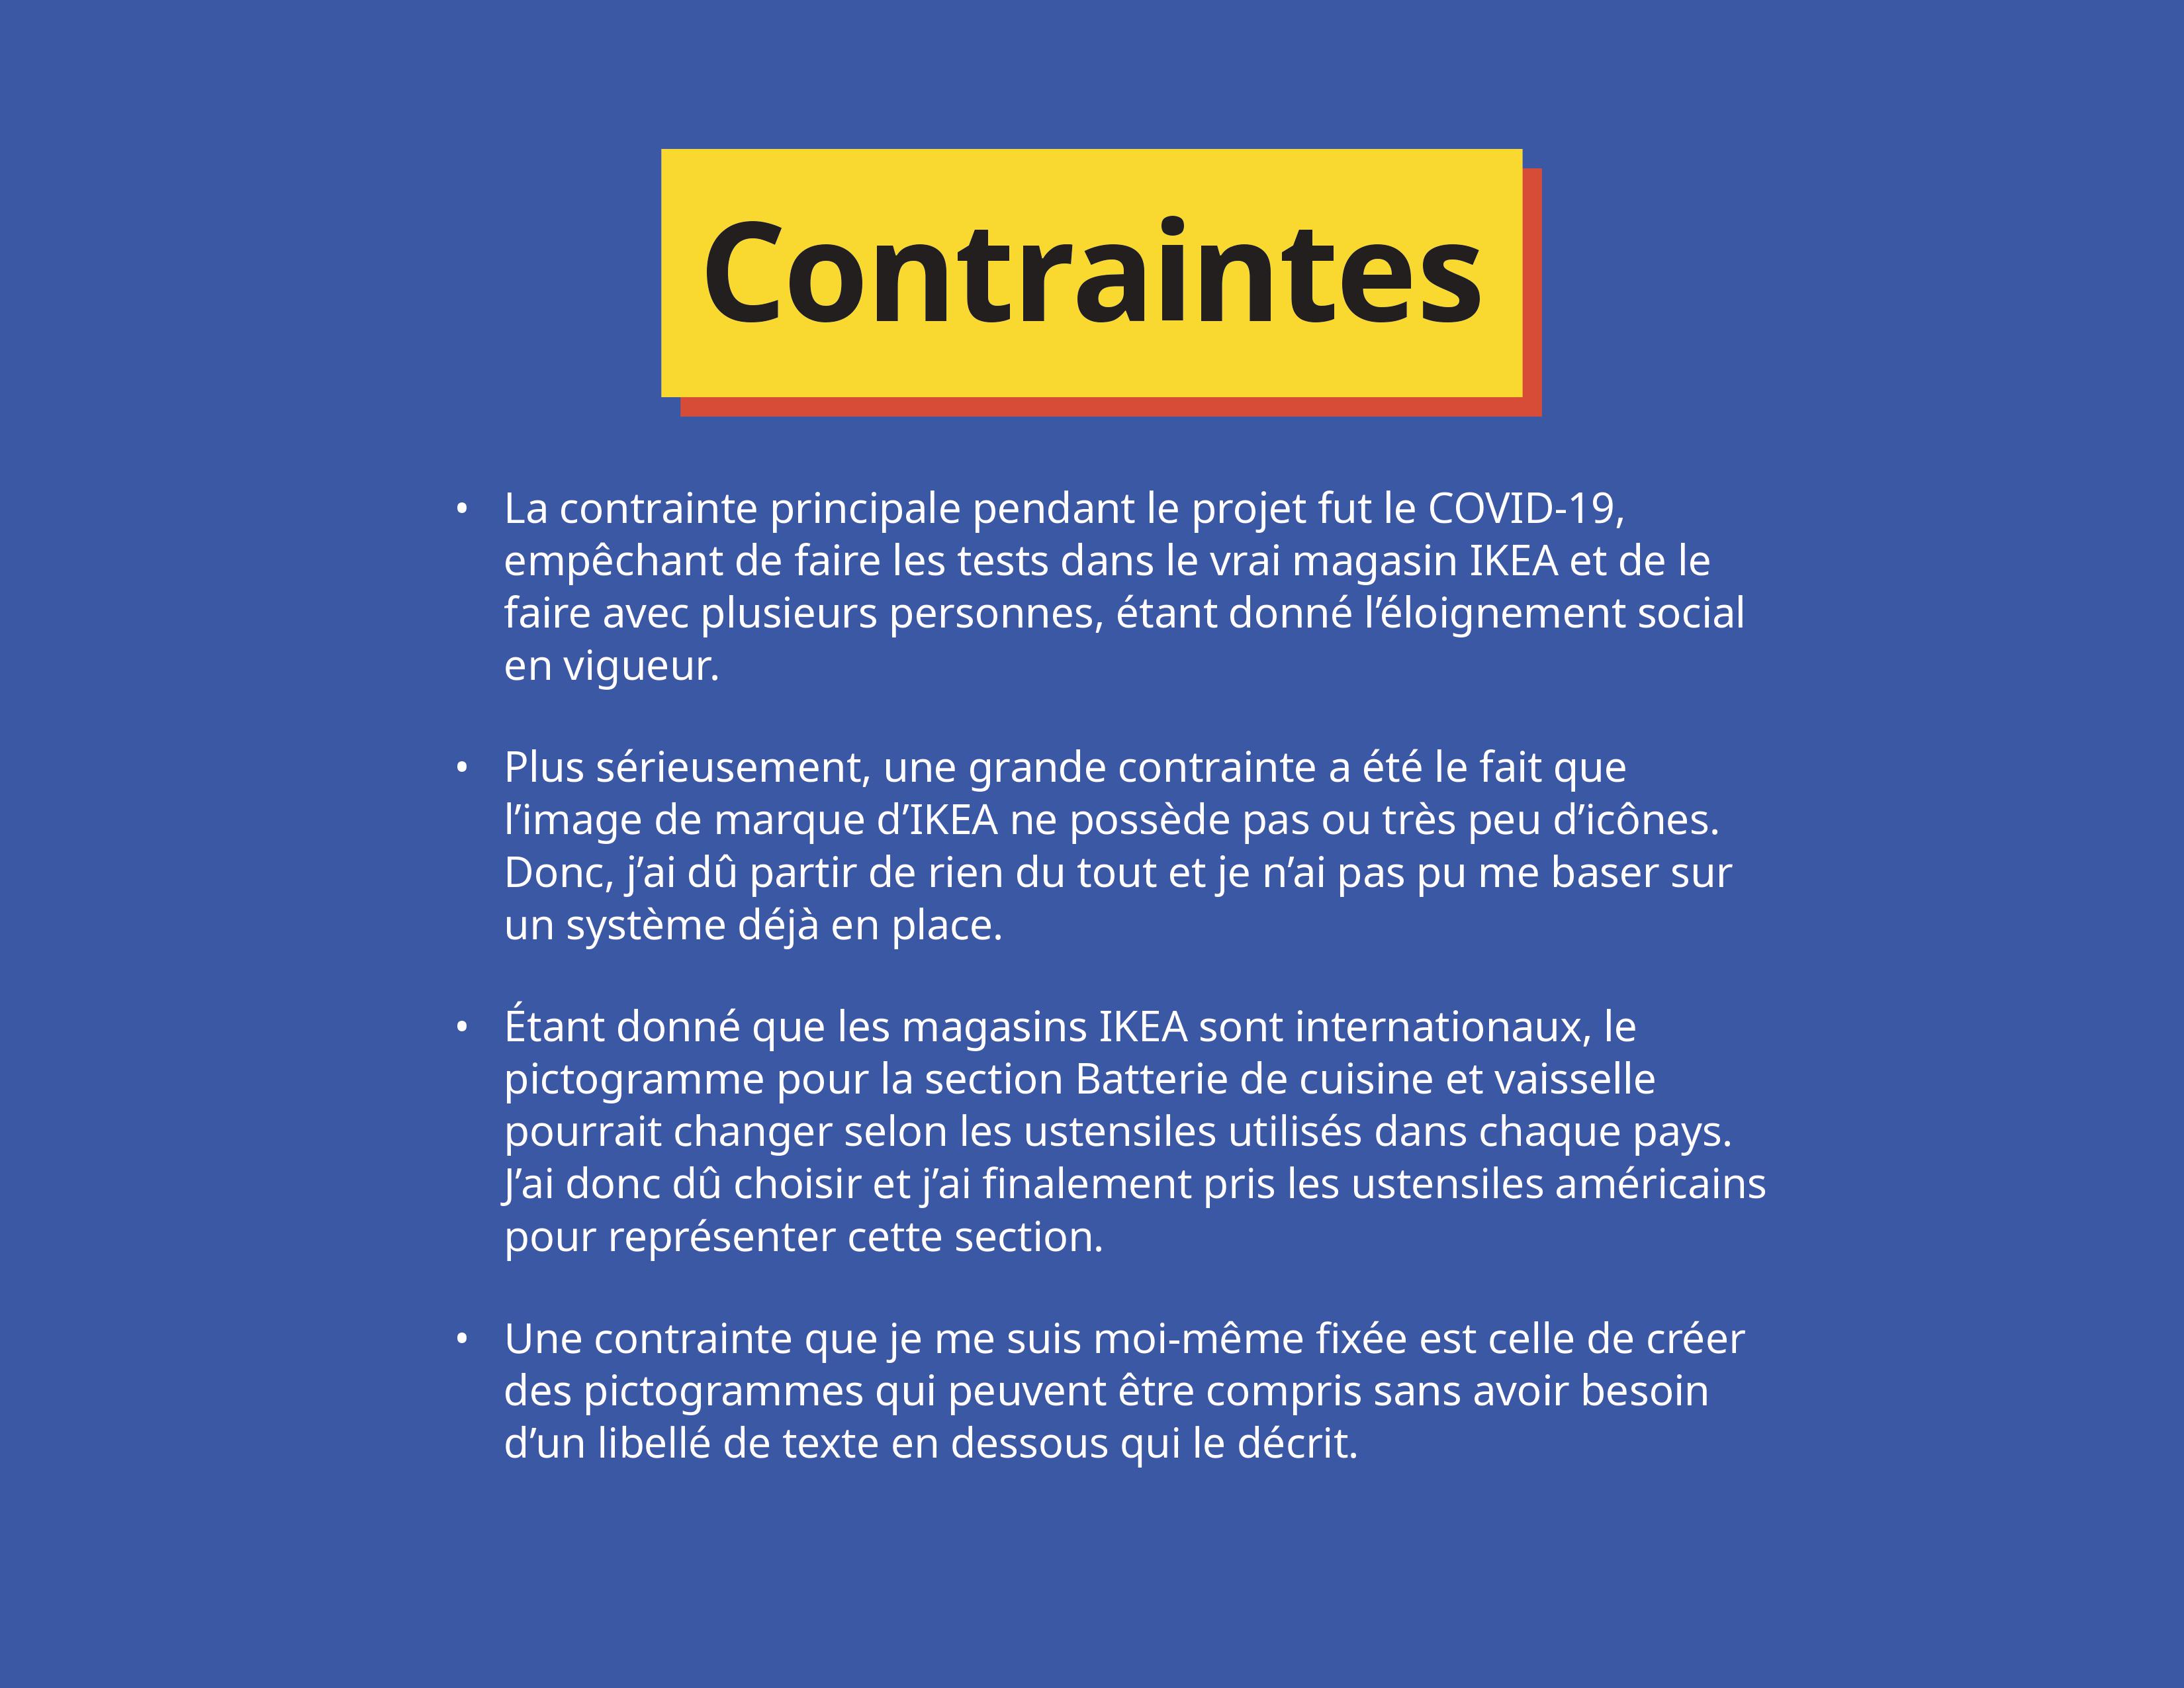 Contraintes
• La contrainte principale pendant le projet fut le COVID-19,
empêchant de faire les tests dans le vrai magasin IKEA et de le
faire avec plusieurs personnes, étant donné l’éloignement social
en vigueur.
• Plus sérieusement, une grande contrainte a été le fait que
l’image de marque d’IKEA ne possède pas ou très peu d’icônes.
Donc, j’ai dû partir de rien du tout et je n’ai pas pu me baser sur
un système déjà en place.
• Étant donné que les magasins IKEA sont internationaux, le
pictogramme pour la section Batterie de cuisine et vaisselle
pourrait changer selon les ustensiles utilisés dans chaque pays.
J’ai donc dû choisir et j’ai finalement pris les ustensiles américains
pour représenter cette section.
• Une contrainte que je me suis moi-même fixée est celle de créer
des pictogrammes qui peuvent être compris sans avoir besoin
d’un libellé de texte en dessous qui le décrit.